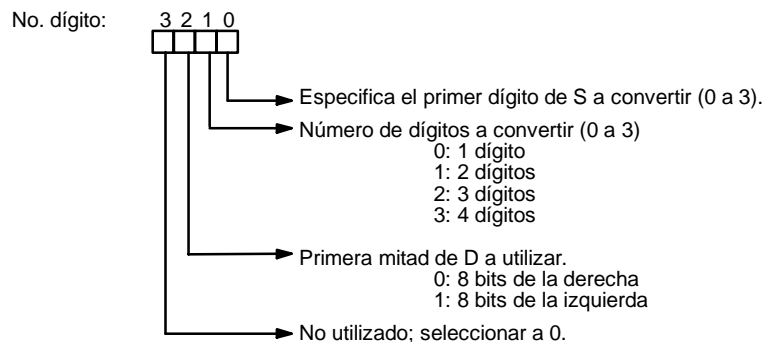 No. dígito: 3 2 1 0
Especifica el primer dígito de S a convertir (0 a 3).
Número de dígitos a convertir (0 a 3)
0: 1 dígito
1: 2 dígitos
2: 3 dígitos
3: 4 dígitos
Primera mitad de D a utilizar.
0: 8 bits de la derecha
1: 8 bits de la izquierda
No utilizado; seleccionar a 0.